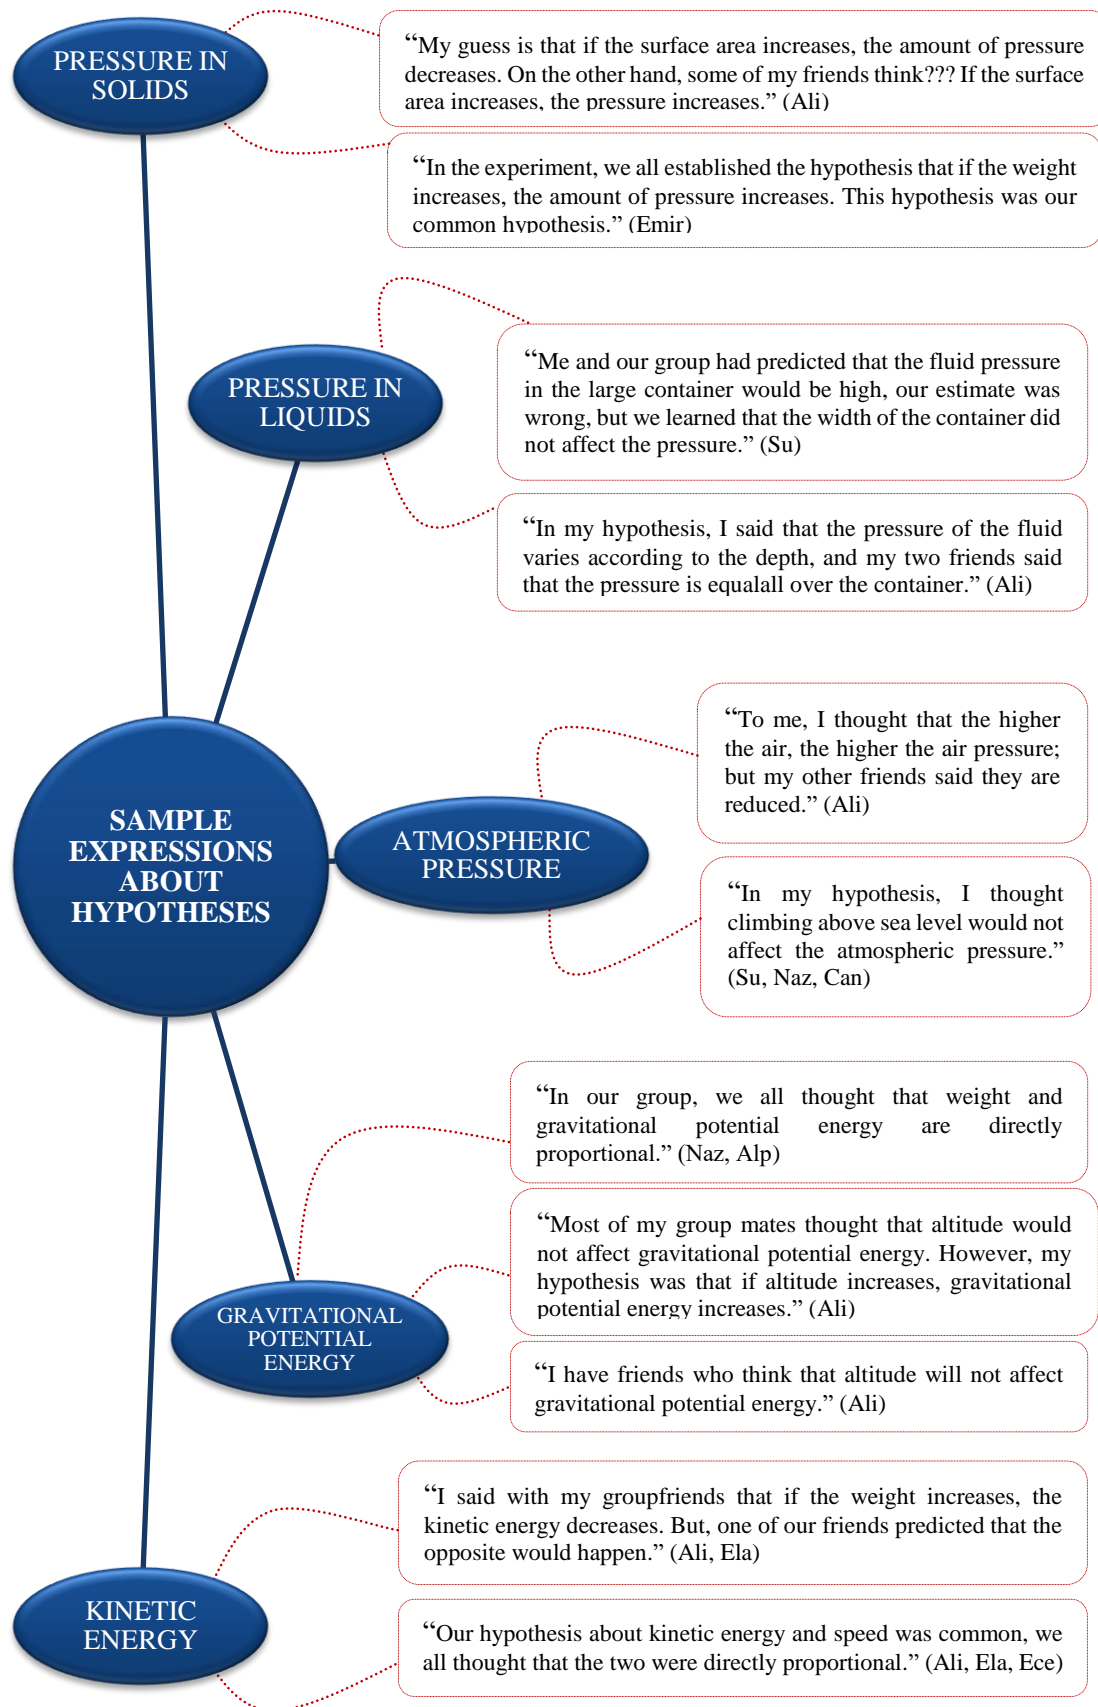 PRESSURE IN
SOLIDS
“My guess is that if the surface area increases, the amount of pressure
decreases. On the other hand, some of my friends think??? If the surface
area increases, the pressure increases.” (Ali)
“In the experiment, we all established the hypothesis that if the weight
increases, the amount of pressure increases. This hypothesis was our
common hypothesis.” (Emir)
PRESSURE IN
LIQUIDS
“Me and our group had predicted that the fluid pressure
in the large container would be high, our estimate was
wrong, but we learned that the width of the container did
not affect the pressure.” (Su)
“In my hypothesis, I said that the pressure of the fluid
varies according to the depth, and my two friends said
that the pressure is equalall over the container.” (Ali)
SAMPLE
EXPRESSIONS
ABOUT
HYPOTHESES
ATMOSPHERIC
PRESSURE
“To me, I thought that the higher
the air, the higher the air pressure;
but my other friends said they are
reduced.” (Ali)
“In my hypothesis, I thought
climbing above sea level would not
affect the atmospheric pressure.”
(Su, Naz, Can)
GRAVITATIONAL
POTENTIAL
ENERGY
“In our group, we all thought that weight and
gravitational potential energy are directly
proportional.” (Naz, Alp)
“Most of my group mates thought that altitude would
not affect gravitational potential energy. However, my
hypothesis was that if altitude increases, gravitational
potential energy increases.” (Ali)
“I have friends who think that altitude will not affect
gravitational potential energy.” (Ali)
KINETIC
ENERGY
“I said with my groupfriends that if the weight increases, the
kinetic energy decreases. But, one of our friends predicted that the
opposite would happen.” (Ali, Ela)
“Our hypothesis about kinetic energy and speed was common, we
all thought that the two were directly proportional.” (Ali, Ela, Ece)